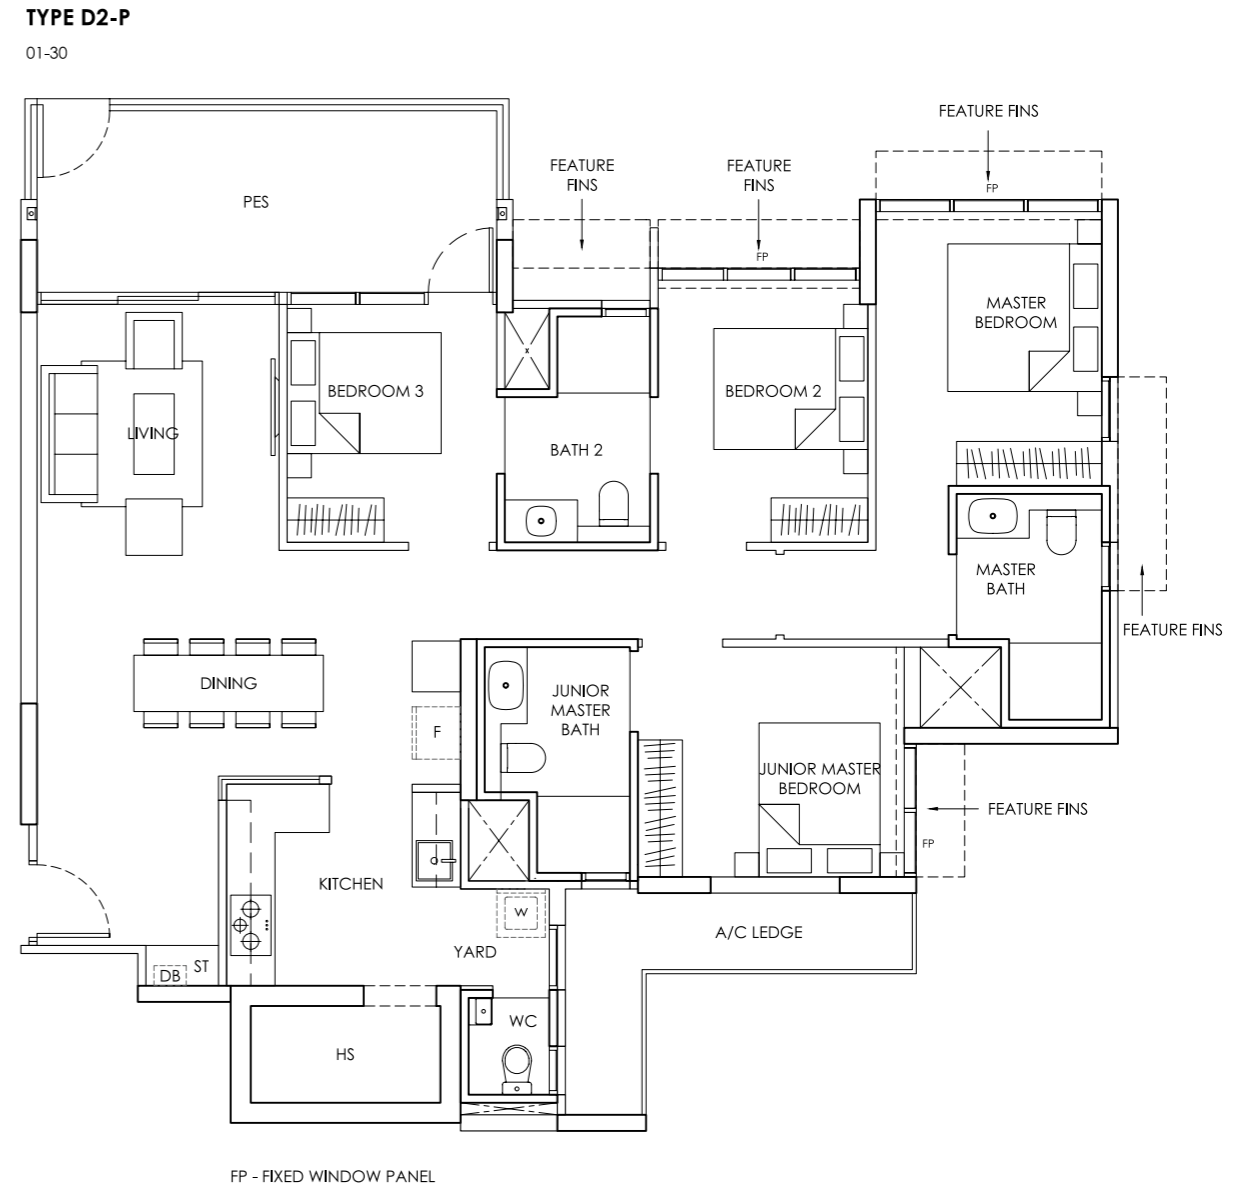 TYPE D2-P
01-30
FEATURE FINS
FEATURE
FINS
FEATURE
FINS
FP
PES
FP
MASTER
BEDROOM
BEDROOM 3
x
BEDROOM 2
LIVING
BATH 2
MASTER
BATH
FEATURE FINS
DINING
JUNIOR
MASTER
BATH
F
JUNIOR MASTER
BEDROOM
FEATURE FINS
FP
KITCHEN
W
A/C LEDGE
YARD
ST
DB
WC
HS
FP - FIXED WINDOW PANEL